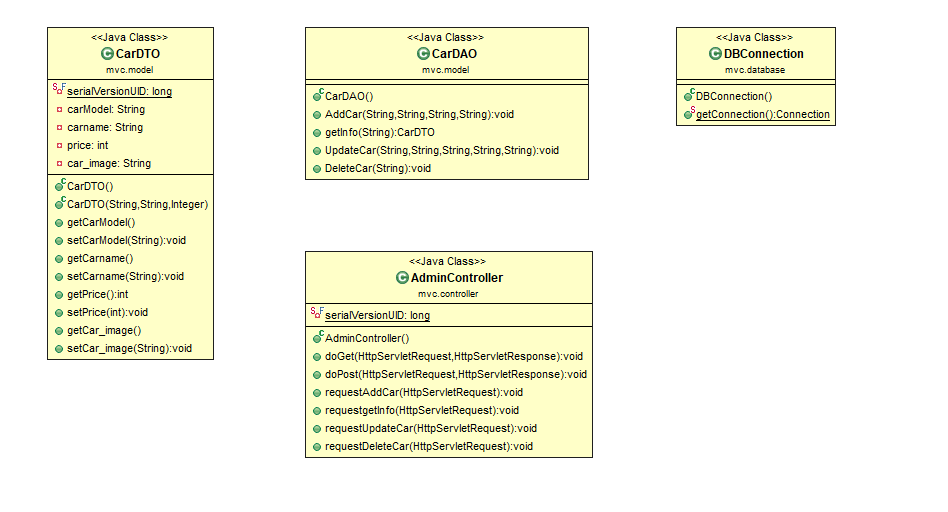 <<Java Class>>
CarDTO
mvc.model
serialVersionUID: long
carModel: String
carname: String
price: int
car_image: String
CarDTO()
CarDTO(String,String,Integer)
getCarModel()
setCarModel(String):void
getCarname()
setCarname(String):void
getPrice():int
setPrice(int):void
getCar_image()
setCar_image(String):void
<<Java Class>>
CarDAO
mvc.model
CarDAO()
AddCar(String,String,String,String):void
getInfo(String):CarDTO
UpdateCar(String,String,String,String,String):void
DeleteCar(String):void
<<Java Class>>
DBConnection
mvc.database
DBConnection()
getConnection():Connection
<<Java Class>>
AdminController
mvc.controller
serialVersionUID: long
AdminController()
doGet(HttpServletRequest,HttpServletResponse):void
doPost(HttpServletRequest,HttpServletResponse):void
requestAddCar(HttpServletRequest):void
requestgetInfo(HttpServletRequest):void
requestUpdateCar(HttpServletRequest):void
requestDeleteCar(HttpServletRequest):void